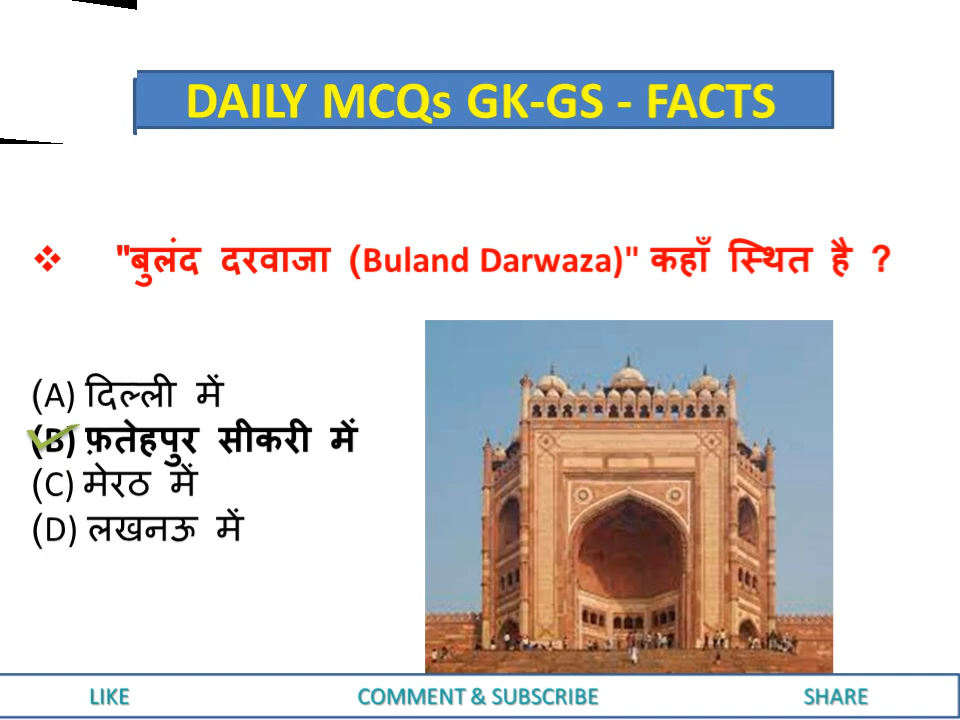 DAILY MCQs GK-GS - FACTS
"बुलंद दरवाजा (Buland Darwaza)" कहाँ स्थित है ?
(A) दिल्ली में
(B) फ़तेहपुर सीकरी में
(C) मेरठ में
(D) लखनऊ में
LIKE COMMENT & SUBSCRIBE SHARE